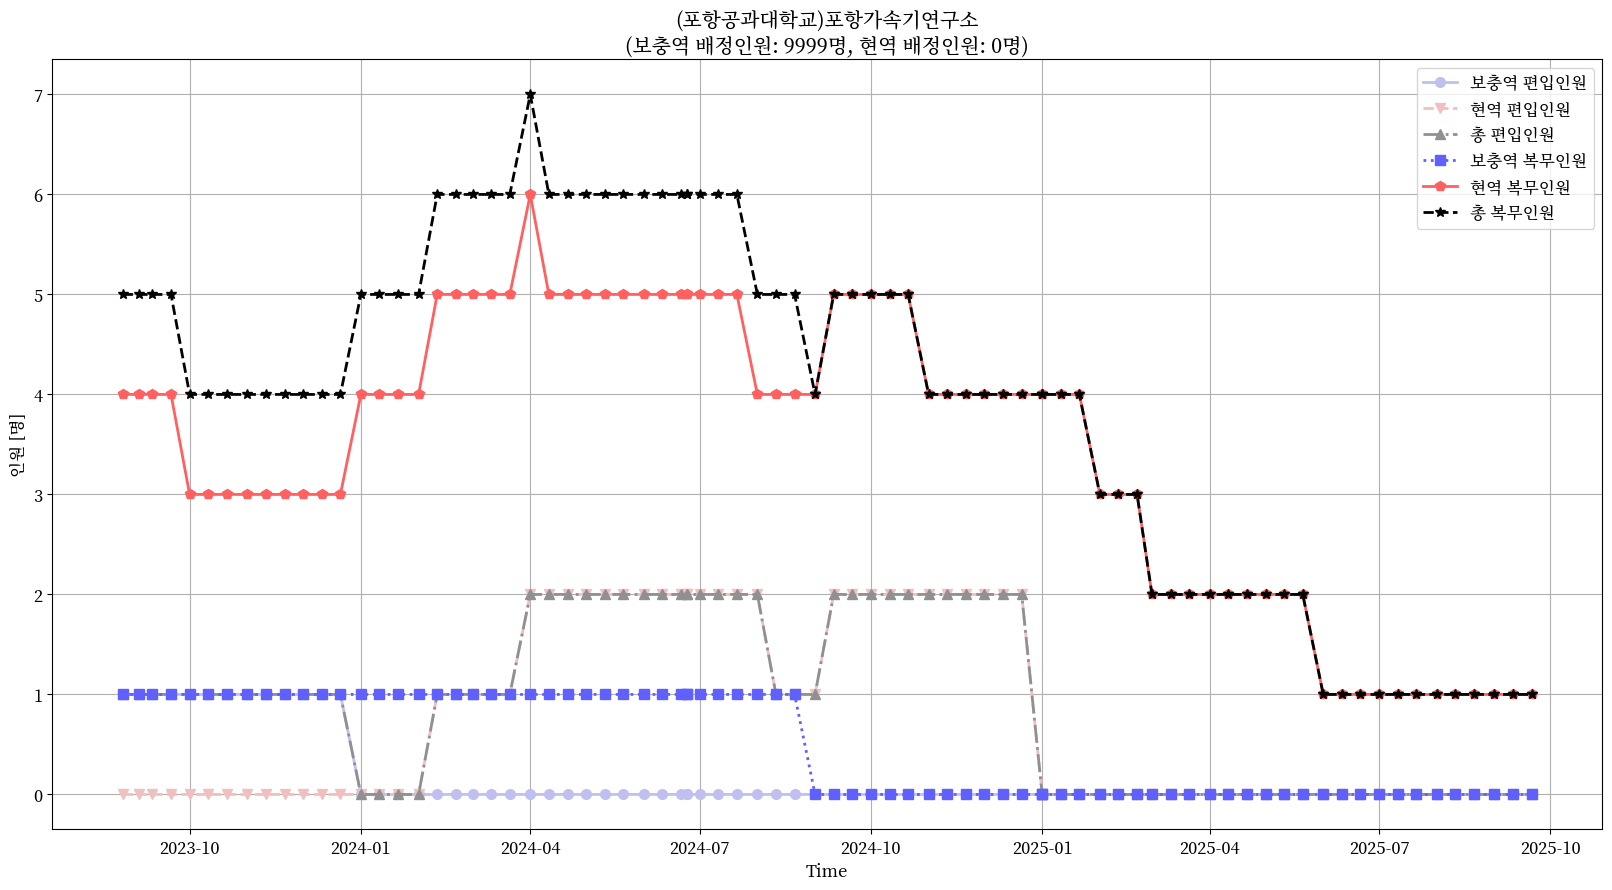 (포항공과대학교)포항가속기연구소
(보충역 배정인원: 9999명, 현역 배정인원: 0명)
보충역 편입인원
현역 편입인원
총 편입인원
보충역 복무인원
현역 복무인원
총 복무인원
인원 [명]
7
6
5
4
3
2
1
0
2023-10 2024-01 2024-04 2024-07 2024-10 2025-01 2025-04 2025-07 2025-10
Time